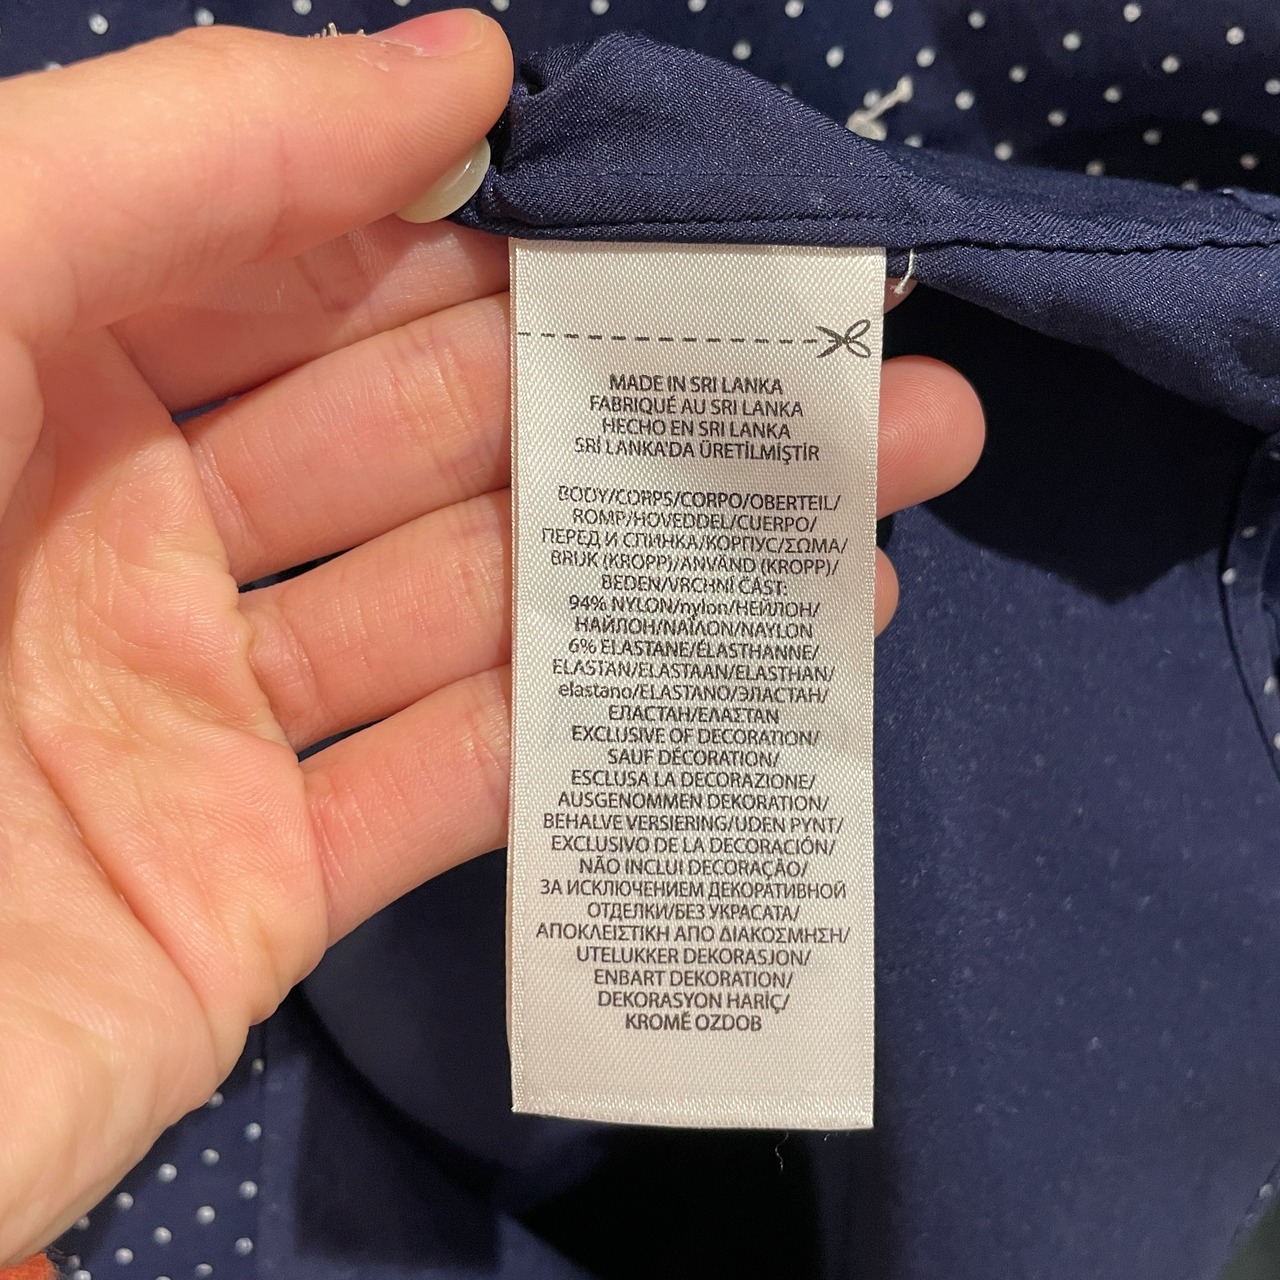 MADE IN SRI LANKA
FABRIQUÉ AU SRI LANKA
HECHO EN SRI LANKA
SRİ LANKA'DA ÜRETİLMİŞTİR
BODY/CORPS/CORPO/OBERTEIL/
ROMP/HOVEDDEL/CUERPO/
ПЕРЕД И СПИНКА/КОРПУС/ΣΩΜΑ/
BRUK (KROPP)/ANVÄND (KROPP)/
BEDEN/VRCHNÍ ČÁST:
94% NYLON/nylon/НЕЙЛОН/
НАЙЛОН/ΝΑΪΛΟΝ/NAYLON
6% ELASTANE/ÉLASTHANNE/
ELASTAN/ELASTAAN/ELASTHAN/
elastano/ELASTANO/ЭЛАСТАН/
ЕЛАСТАН/ΕΛΑΣΤΑΝ
EXCLUSIVE OF DECORATION/
SAUF DÉCORATION/
ESCLUSA LA DECORAZIONE/
AUSGENOMMEN DEKORATION/
BEHALVE VERSIERING/UDEN PYNT/
EXCLUSIVO DE LA DECORACIÓN/
NÃO INCLUI DECORAÇÃO/
ЗА ИСКЛЮЧЕНИЕМ ДЕКОРАТИВНОЙ
ОТДЕЛКИ/БЕЗ УКРАСАТА/
ΑΠΟΚΛΕΙΣΤΙΚΗ ΑΠΟ ΔΙΑΚΟΣΜΗΣΗ/
UTELUKKER DEKORASJON/
ENBART DEKORATION/
DEKORASYON HARİÇ/
KROMĚ OZDOB